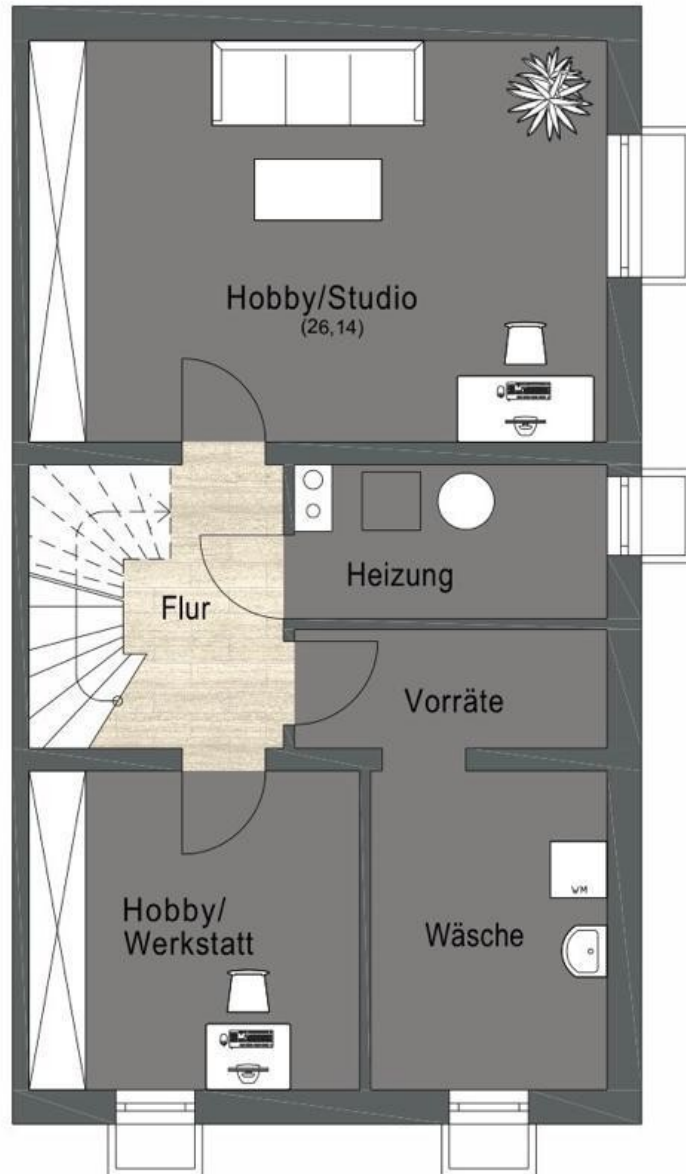 Hobby/Studio
(26,14)
Heizung
Flur
Vorräte
Hobby/
Werkstatt
WM
Wäsche